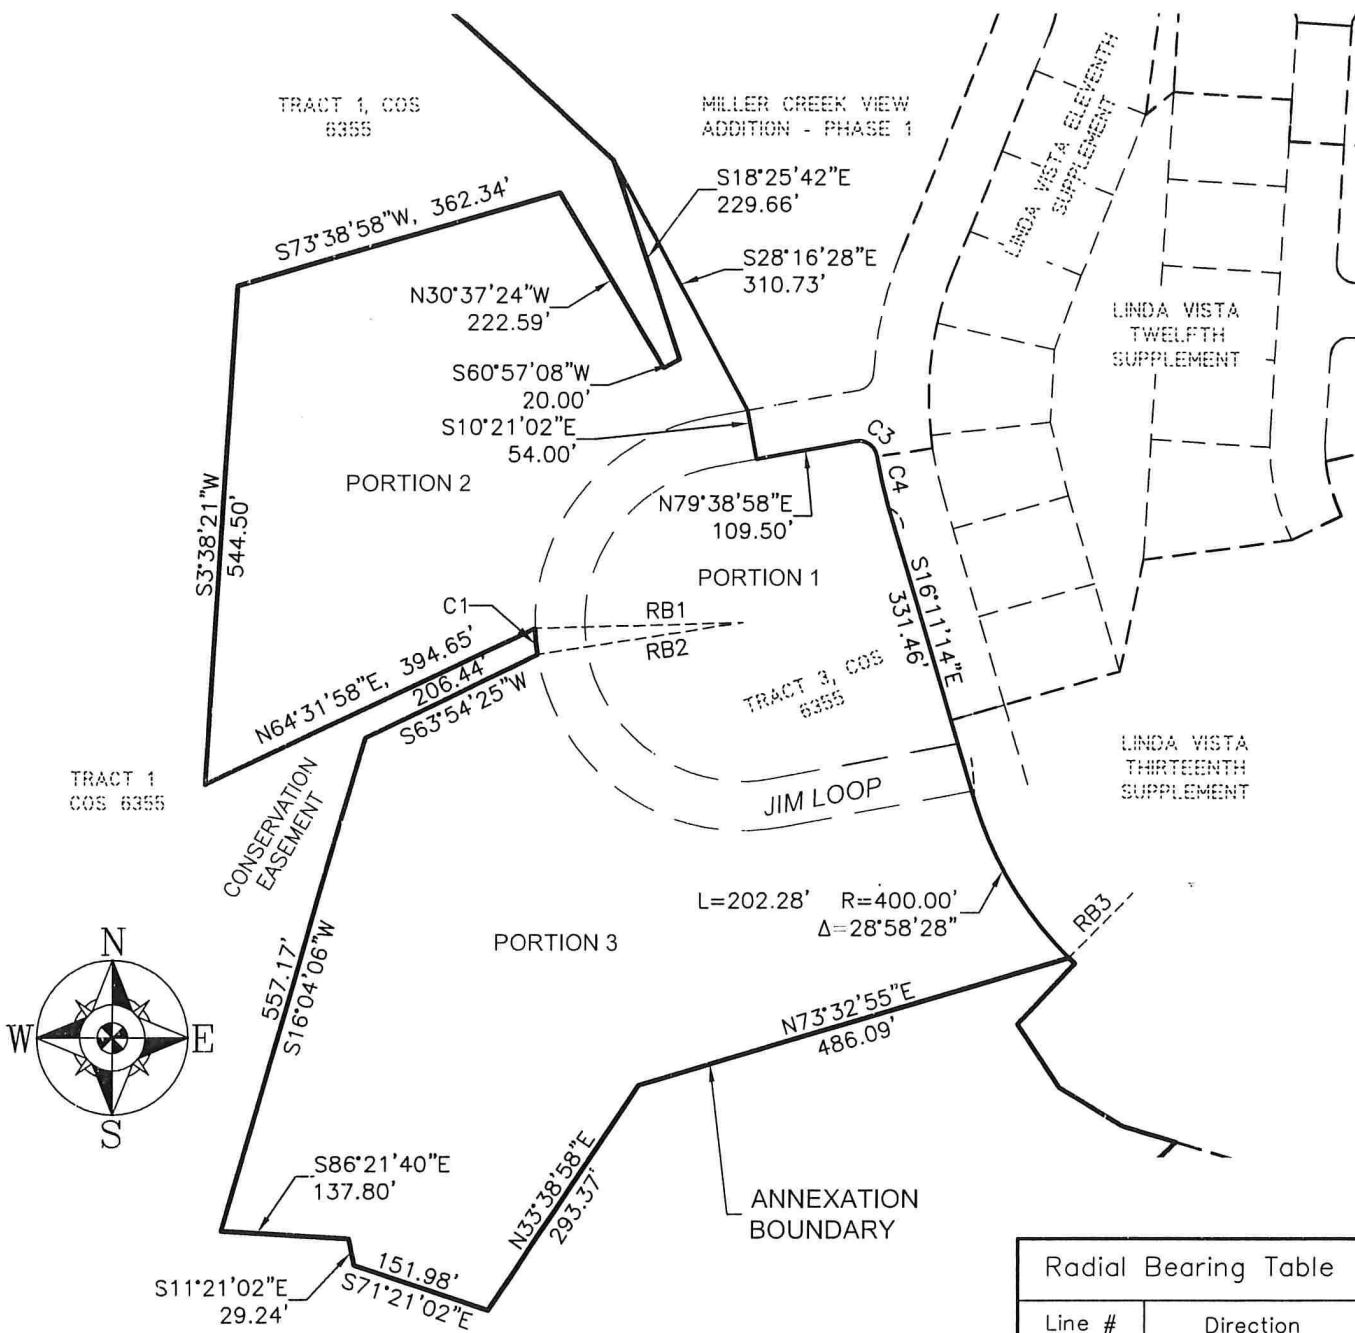 TRACT 1, COS
6355
MILLER CREEK VIEW
ADDITION - PHASE 1
LINDA VISTA ELEVENTH
SUPPLEMENT
S18°25'42"E
229.66'
S73°38'58"W, 362.34'
S28°16'28"E
310.73'
N30°37'24"W
222.59'
LINDA VISTA
TWELFTH
SUPPLEMENT
S60°57'08"W
20.00'
S10°21'02"E
54.00'
C3
C4
PORTION 2
N79°38'58"E
109.50'
S3°38'21"W
544.50'
PORTION 1
S16°11'14"E
331.46'
C1
RB1
RB2
N64°31'58"E, 394.65'
206.44'
S63°54'25"W
TRACT 3, COS
6355
TRACT 1
COS 6355
CONSERVATION
EASEMENT
LINDA VISTA
THIRTEENTH
SUPPLEMENT
JIM LOOP
L=202.28' R=400.00'
Δ=28°58'28"
RB3
PORTION 3
557.17'
S16°04'06"W
N
W E
S
N73°32'55"E
486.09'
S86°21'40"E
137.80'
N33°38'58"E
293.37'
ANNEXATION
BOUNDARY
S11°21'02"E
29.24'
151.98'
S71°21'02"E
Radial Bearing Table
Line # Direction